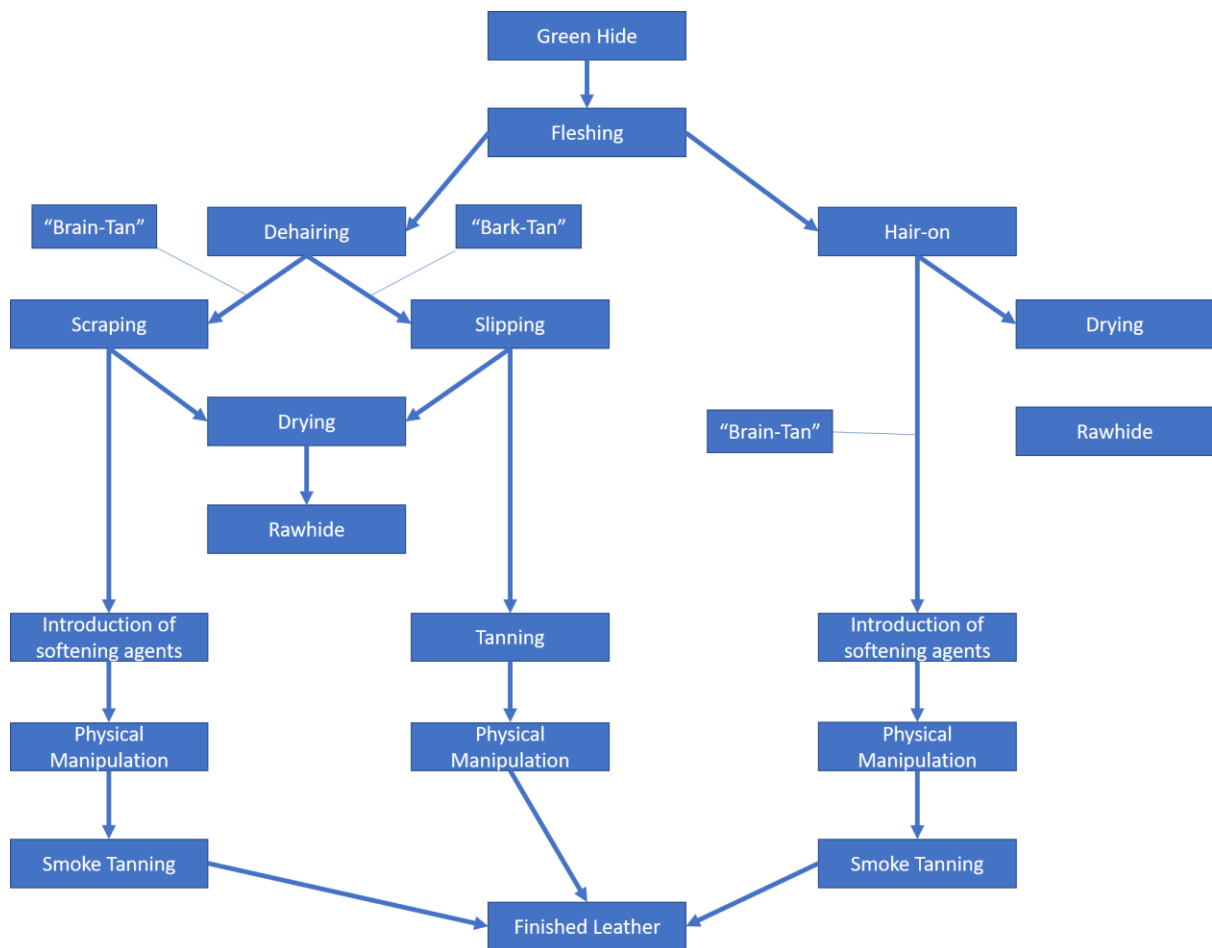 Green Hide
Fleshing
“Brain-Tan”
Dehairing
“Bark-Tan”
Hair-on
Scraping
Slipping
Drying
Drying
“Brain-Tan”
Rawhide
Rawhide
Introduction of
softening agents
Tanning
Introduction of
softening agents
Physical
Manipulation
Physical
Manipulation
Physical
Manipulation
Smoke Tanning
Smoke Tanning
Finished Leather